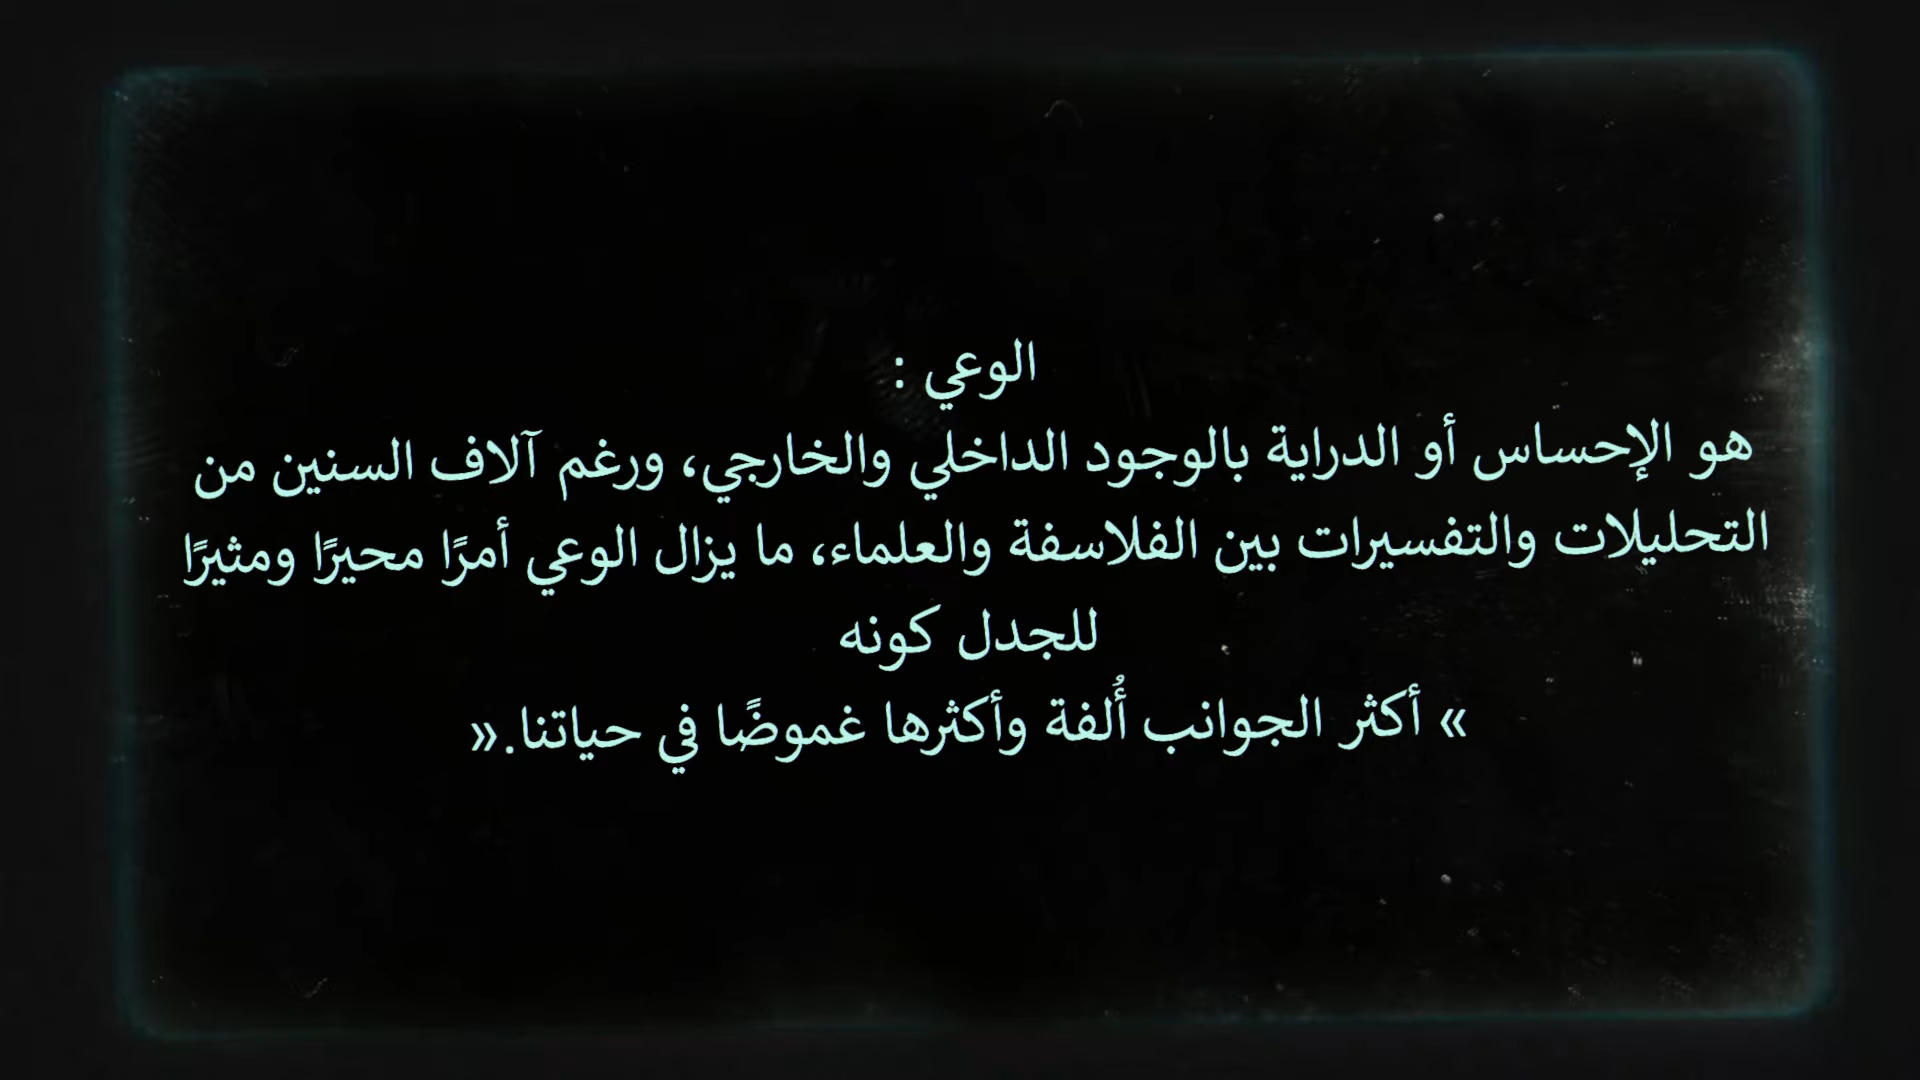 الوعي :
هو الإحساس أو الدراية بالوجود الداخلي والخارجي، ورغم آلاف السنين من
التحليلات والتفسيرات بين الفلاسفة والعلماء، ما يزال الوعي أمرًا محيرًا ومثيرًا
للجدل كونه
« أكثر الجوانب أُلفة وأكثرها غموضًا في حياتنا.»